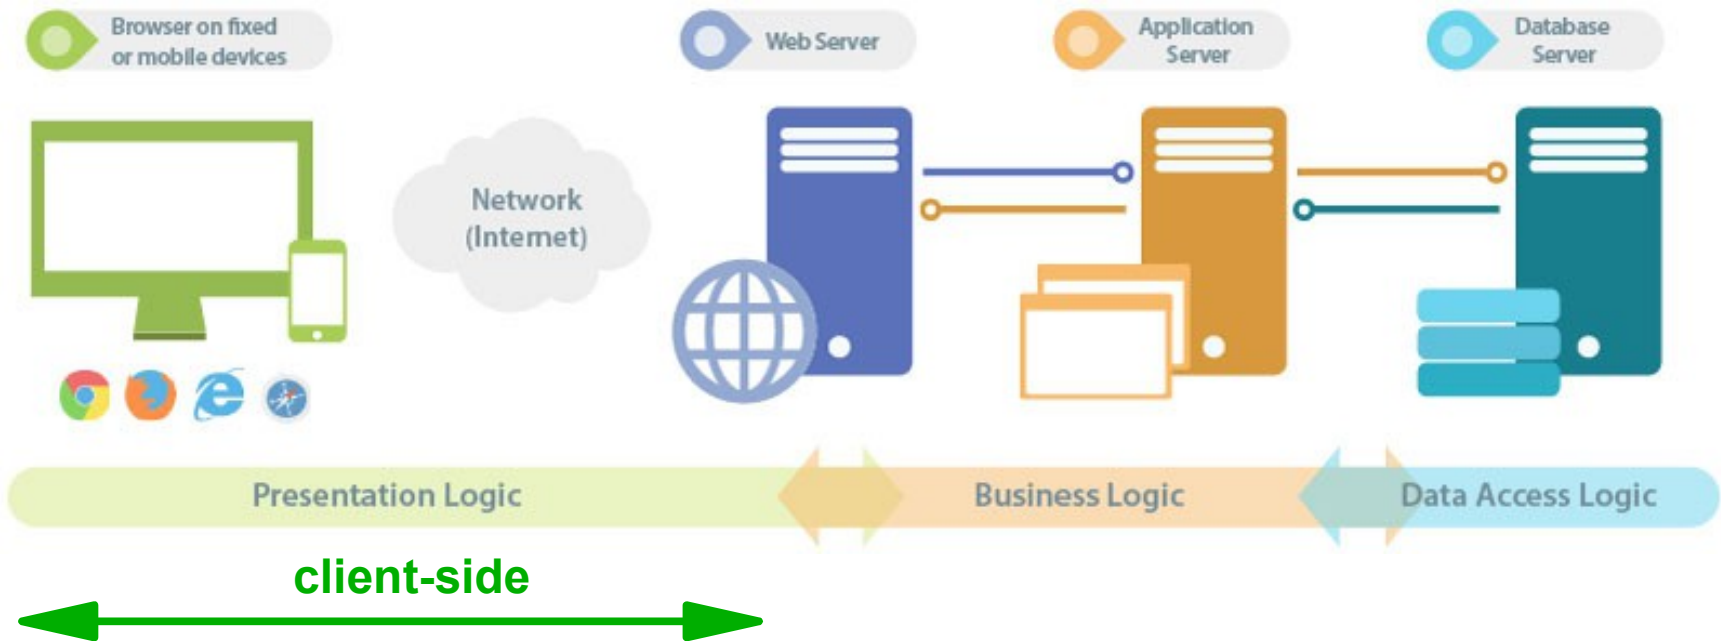 Browser on fixed
or mobile devices
Web Server
Application
Server
Database
Server
Network
(Internet)
Presentation Logic
Business Logic
Data Access Logic
client-side